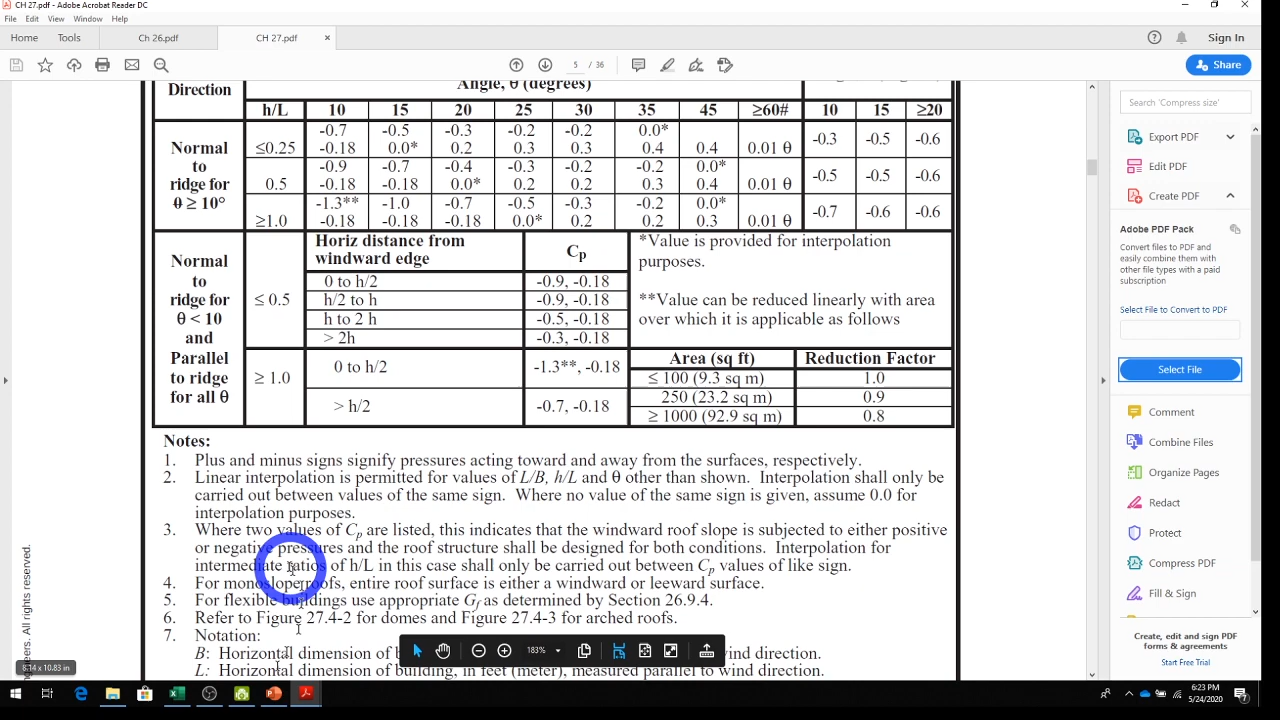 CH 27.pdf - Adobe Acrobat Reader DC
File Edit View Window Help
Home Tools Ch 26.pdf CH 27.pdf × Sign In
5 / 36 Share
Angle, θ (degrees)
Direction
h/L 10 15 20 25 30 35 45 ≥60# 10 15 ≥20
Normal to ridge for θ ≥ 10°
≤0.25 -0.7 -0.5 -0.3 -0.2 -0.2 0.0* -0.3 -0.5 -0.6
-0.18 0.0* 0.2 0.3 0.3 0.4 0.4 0.01 θ
0.5 -0.9 -0.7 -0.4 -0.3 -0.2 -0.2 0.0* -0.5 -0.5 -0.6
-0.18 -0.18 0.0* 0.2 0.2 0.3 0.4 0.01 θ
≥1.0 -1.3** -1.0 -0.7 -0.5 -0.3 -0.2 0.0* -0.7 -0.6 -0.6
-0.18 -0.18 -0.18 0.0* 0.2 0.2 0.3 0.01 θ
Normal
to
ridge for
θ < 10
and
Parallel
to ridge
for all θ
≤ 0.5
Horiz distance from
windward edge
Cp
0 to h/2 -0.9, -0.18
h/2 to h -0.9, -0.18
h to 2 h -0.5, -0.18
> 2h -0.3, -0.18
≥ 1.0
0 to h/2 -1.3**, -0.18
> h/2 -0.7, -0.18
*Value is provided for interpolation
purposes.
**Value can be reduced linearly with area
over which it is applicable as follows
Area (sq ft) Reduction Factor
≤ 100 (9.3 sq m) 1.0
250 (23.2 sq m) 0.9
≥ 1000 (92.9 sq m) 0.8
Notes:
1. Plus and minus signs signify pressures acting toward and away from the surfaces, respectively.
2. Linear interpolation is permitted for values of L/B, h/L and θ other than shown. Interpolation shall only be
carried out between values of the same sign. Where no value of the same sign is given, assume 0.0 for
interpolation purposes.
3. Where two values of Cp are listed, this indicates that the windward roof slope is subjected to either positive
or negative pressures and the roof structure shall be designed for both conditions. Interpolation for
intermediate ratios of h/L in this case shall only be carried out between Cp values of like sign.
4. For monoslope roofs, entire roof surface is either a windward or leeward surface.
5. For flexible buildings use appropriate Gf as determined by Section 26.9.4.
6. Refer to Figure 27.4-2 for domes and Figure 27.4-3 for arched roofs.
7. Notation:
B: Horizontal dimension of wind direction.
L: Horizontal dimension of building, in feet (meter), measured parallel to wind direction.
183%
gineers. All rights reserved.
8.14 x 10.83 in
Search 'Compress size'
Export PDF
Edit PDF
Create PDF
Adobe PDF Pack
Convert files to PDF and
easily combine them with
other file types with a paid
subscription
Select File to Convert to PDF
Select File
Comment
Combine Files
Organize Pages
Redact
Protect
Compress PDF
Fill & Sign
Create, edit and sign PDF
forms & agreements
Start Free Trial
6:23 PM
5/24/2020